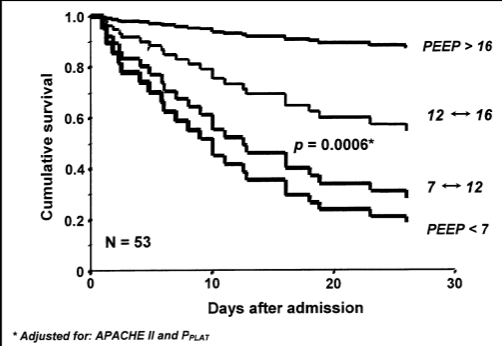 1.0
0.8
0.6
0.4
0.2
0
Cumulative survival
PEEP > 16
12 ↔ 16
p = 0.0006*
7 ↔ 12
PEEP < 7
N = 53
0 10 20 30
Days after admission
* Adjusted for: APACHE II and PPLAT